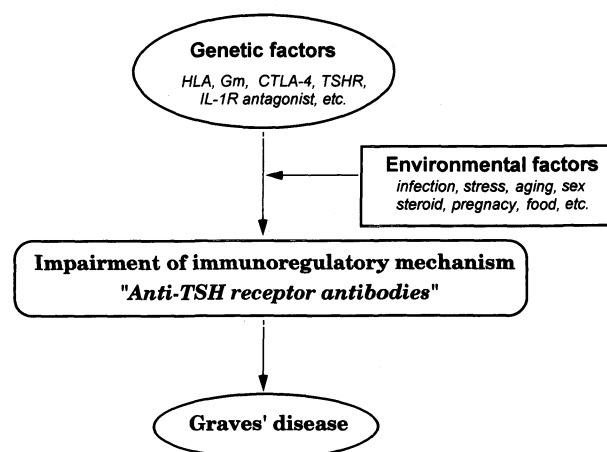 Genetic factors
HLA, Gm, CTLA-4, TSHR,
IL-1R antagonist, etc.
Environmental factors
infection, stress, aging, sex
steroid, pregnacy, food, etc.
Impairment of immunoregulatory mechanism
"Anti-TSH receptor antibodies"
Graves' disease